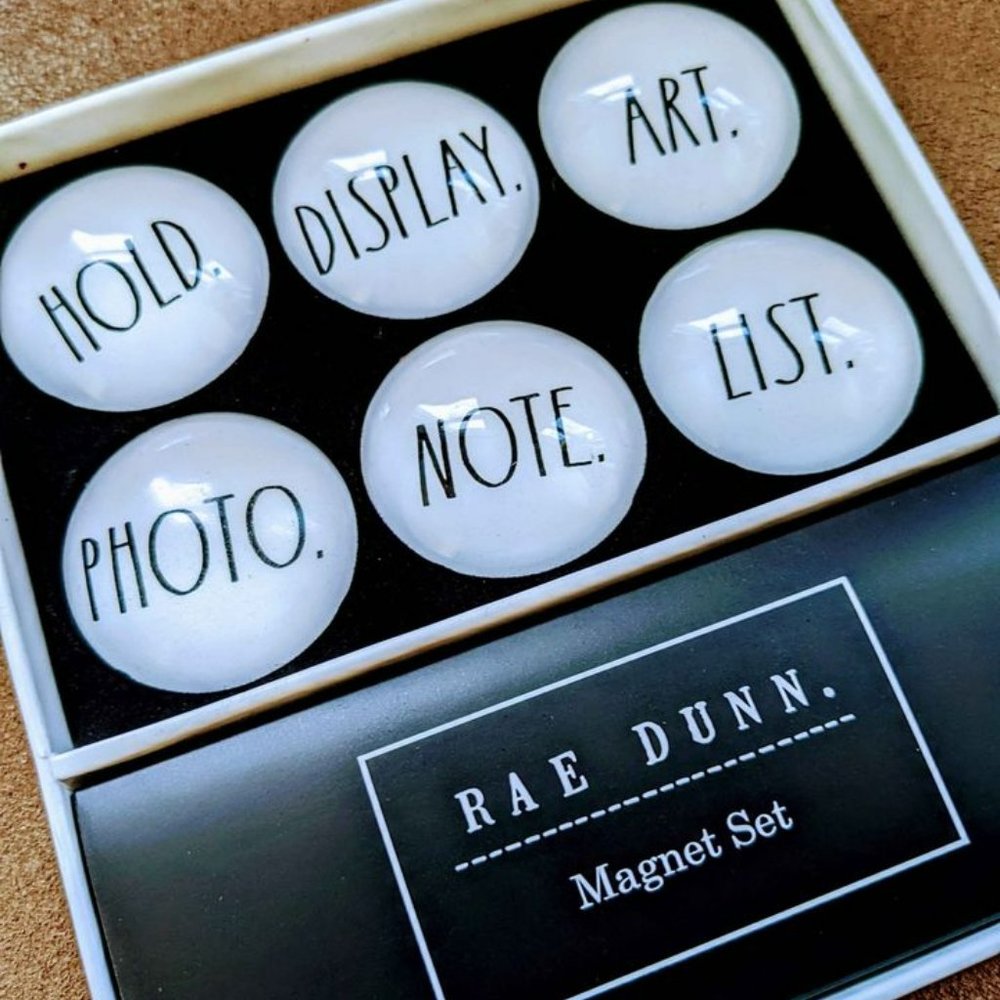 HOLD.
DISPLAY.
ART.
PHOTO.
NOTE.
LIST.
RAE DUNN.
Magnet Set